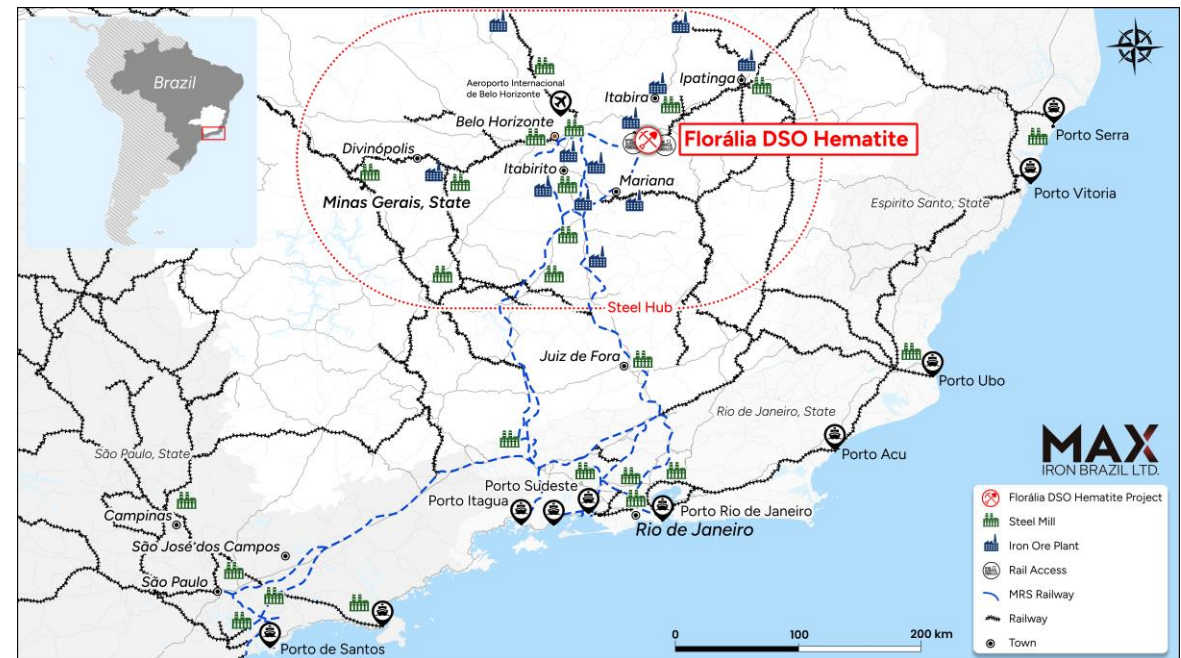 Brazil
Aeroporto Internacional
de Belo Horizonte
Ipatinga
Itabira
Belo Horizonte
Florália DSO Hematite
Porto Serra
Divinópolis
Itabirito
Mariana
Porto Vitoria
Minas Gerais, State
Espirito Santo, State
Steel Hub
Juiz de Fora
Porto Ubo
Rio de Janeiro, State
São Paulo, State
Porto Acu
MAX
IRON BRAZIL LTD.
Porto Sudeste
Porto Itagua
Porto Rio de Janeiro
Rio de Janeiro
Campinas
São José dos Campos
São Paulo
Porto de Santos
Florália DSO Hematite Project
Steel Mill
Iron Ore Plant
Rail Access
MRS Railway
Railway
Town
0 100 200 km